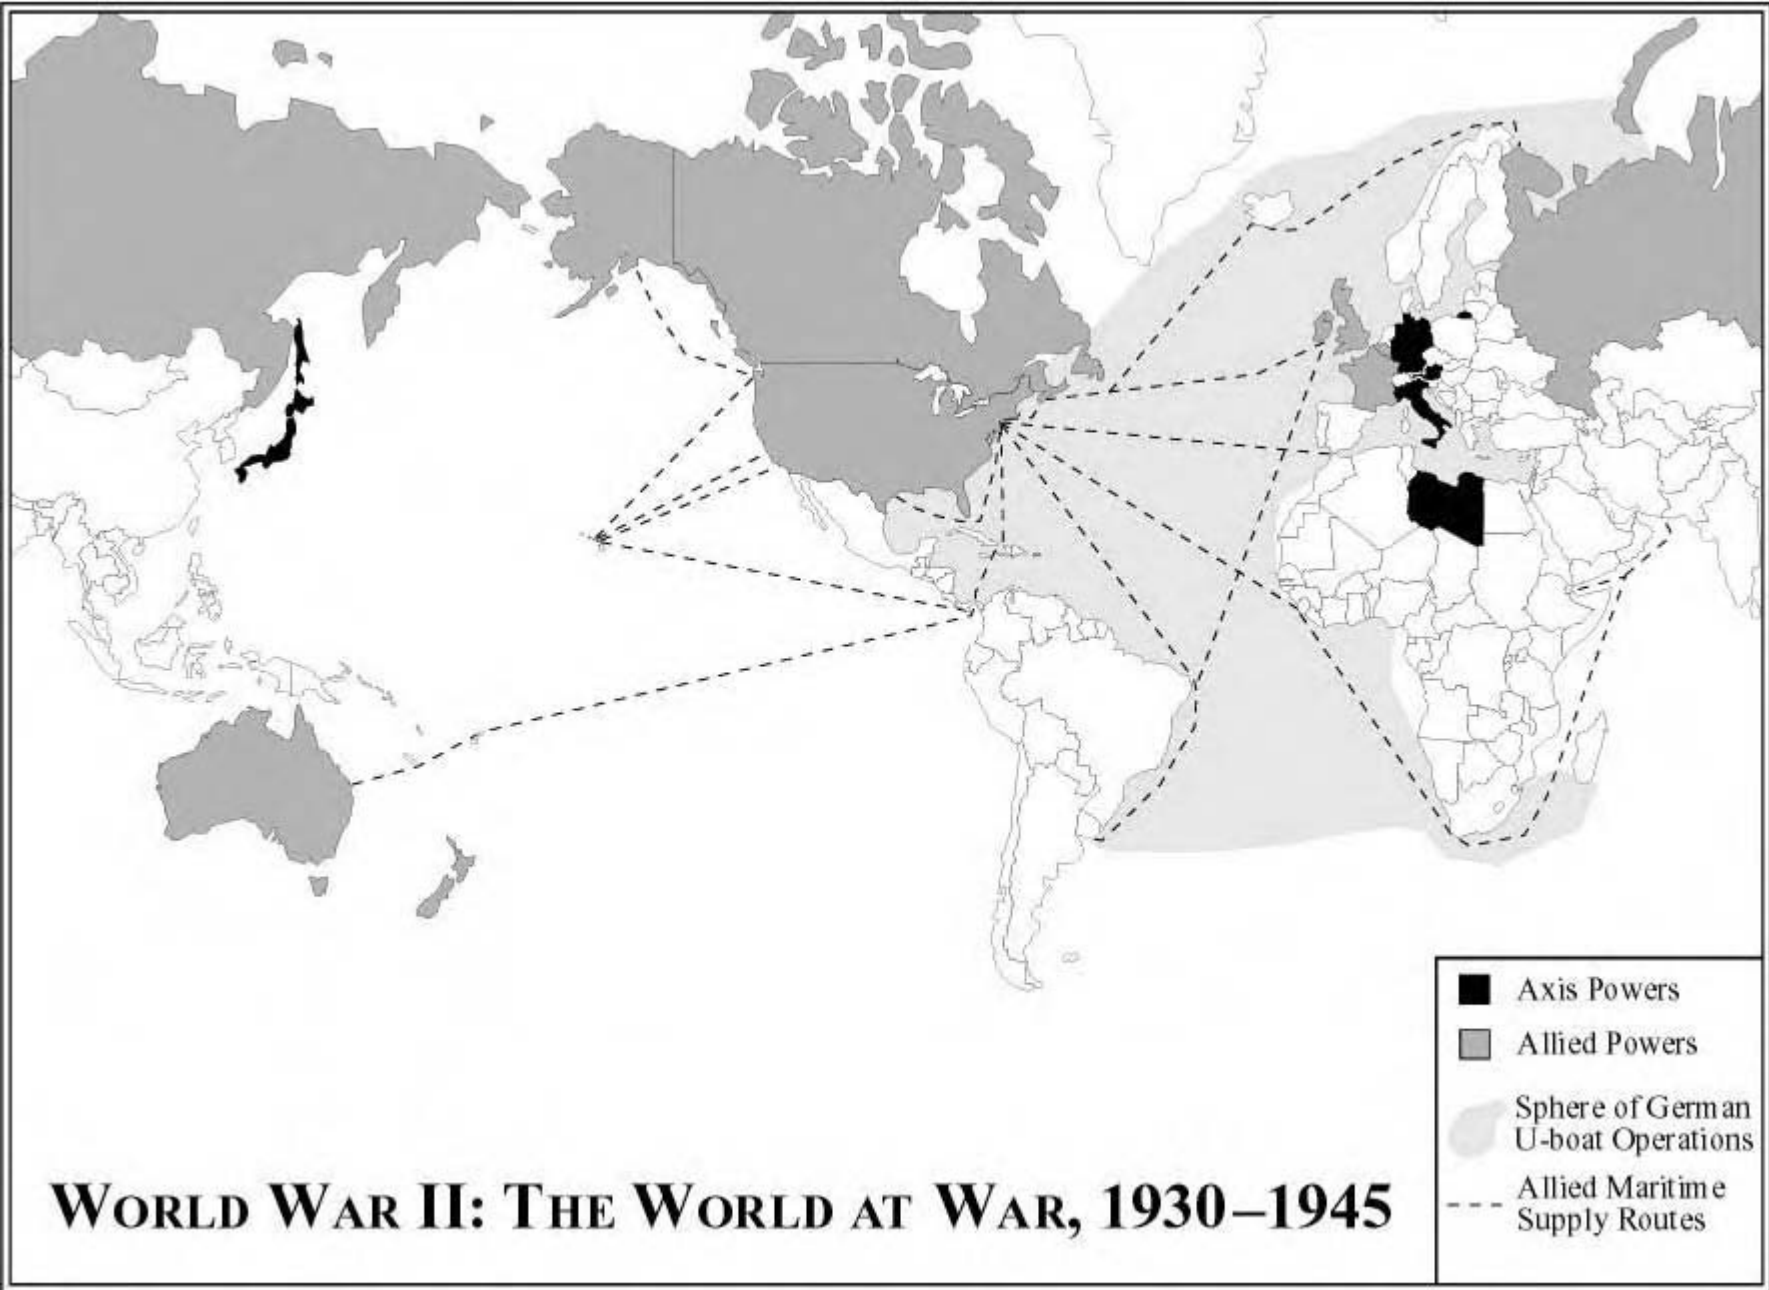 Axis Powers
Allied Powers
Sphere of German
U-boat Operations
Allied Maritime
Supply Routes
WORLD WAR II: THE WORLD AT WAR, 1930–1945